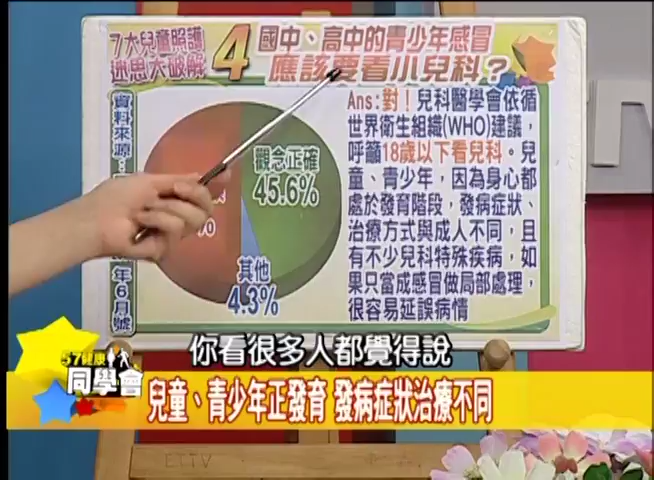 7大兒童照護
迷思大破解
4
國中、高中的青少年感冒
應該要看小兒科？
資料來源：
年6月號
觀念正確
45.6%
%
其他
4.3%
Ans:對！兒科醫學會依循
世界衛生組織(WHO)建議，
呼籲18歲以下看兒科。兒
童、青少年，因為身心都
處於發育階段，發病症狀、
治療方式與成人不同，且
有不少兒科特殊疾病，如
果只當成感冒做局部處理，
很容易延誤病情
你看很多人都覺得說
57健康
同學會
兒童、青少年正發育 發病症狀治療不同
ETTV